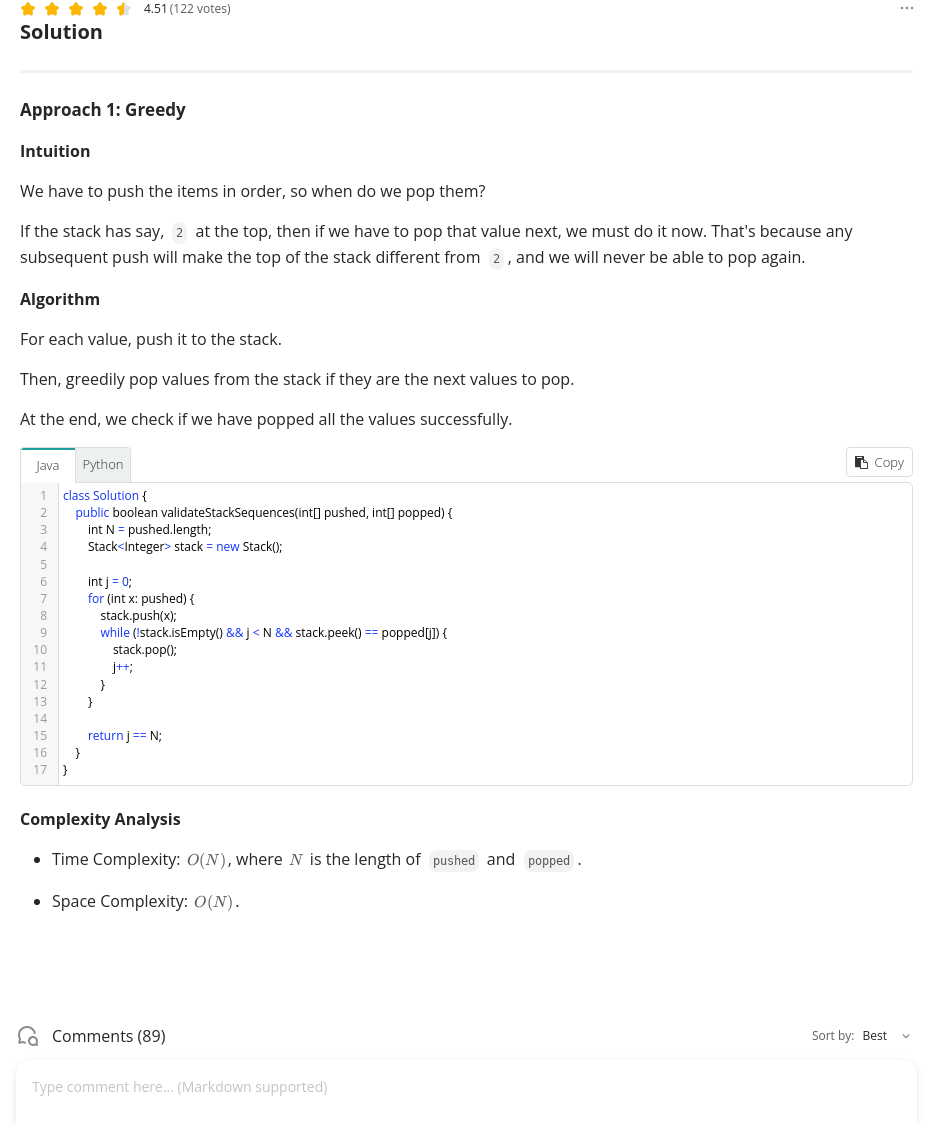 4.51 (122 votes)
Solution
Approach 1: Greedy
Intuition
We have to push the items in order, so when do we pop them?
If the stack has say, 2 at the top, then if we have to pop that value next, we must do it now. That's because any
subsequent push will make the top of the stack different from 2 , and we will never be able to pop again.
Algorithm
For each value, push it to the stack.
Then, greedily pop values from the stack if they are the next values to pop.
At the end, we check if we have popped all the values successfully.
Java Python Copy
1 class Solution {
2 public boolean validateStackSequences(int[] pushed, int[] popped) {
3 int N = pushed.length;
4 Stack<Integer> stack = new Stack();
5
6 int j = 0;
7 for (int x: pushed) {
8 stack.push(x);
9 while (!stack.isEmpty() && j < N && stack.peek() == popped[j]) {
10 stack.pop();
11 j++;
12 }
13 }
14
15 return j == N;
16 }
17 }
Complexity Analysis
• Time Complexity: O(N), where N is the length of pushed and popped .
• Space Complexity: O(N).
Comments (89) Sort by: Best
Type comment here... (Markdown supported)